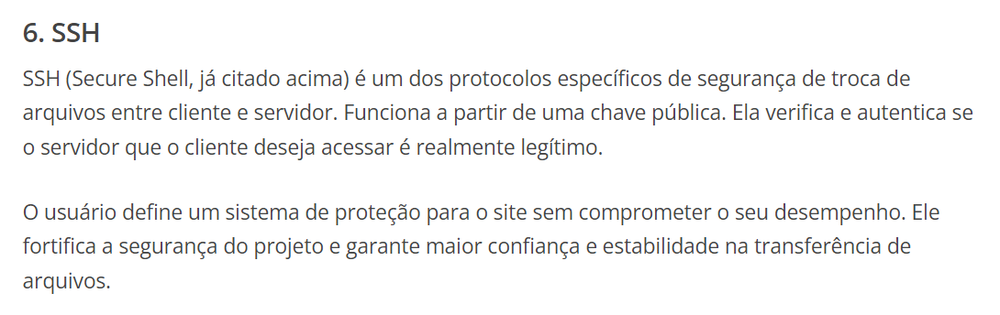 6. SSH
SSH (Secure Shell, já citado acima) é um dos protocolos específicos de segurança de troca de
arquivos entre cliente e servidor. Funciona a partir de uma chave pública. Ela verifica e autentica se
o servidor que o cliente deseja acessar é realmente legítimo.
O usuário define um sistema de proteção para o site sem comprometer o seu desempenho. Ele
fortifica a segurança do projeto e garante maior confiança e estabilidade na transferência de
arquivos.